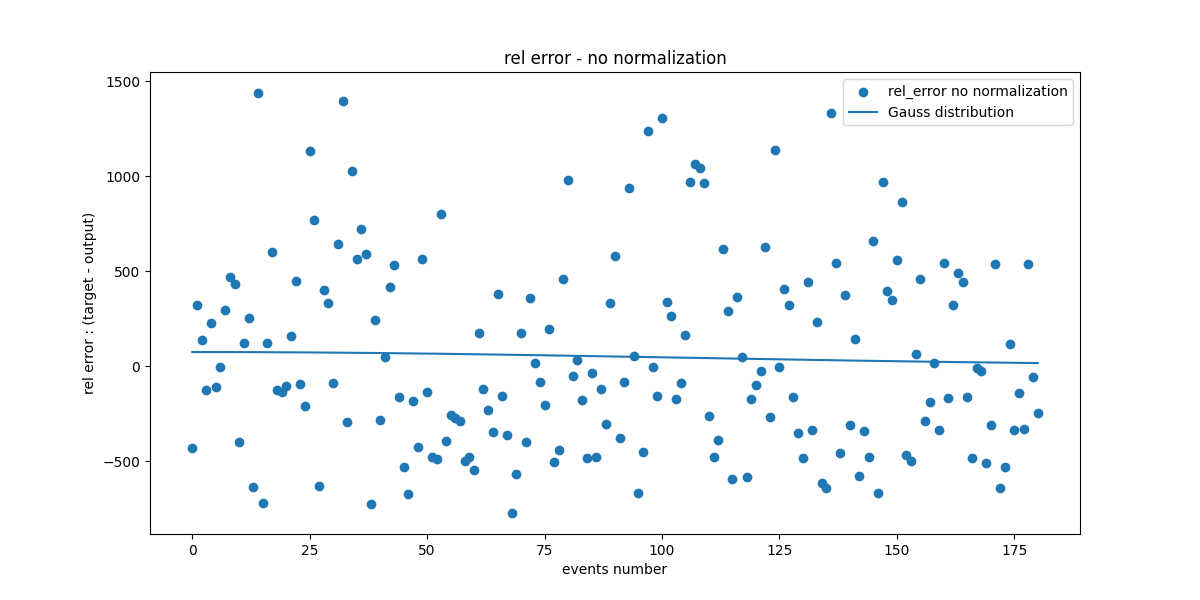 rel error - no normalization
rel_error no normalization
Gauss distribution
rel error : (target - output)
1500
1000
500
0
−500
0
25
50
75
100
125
150
175
events number